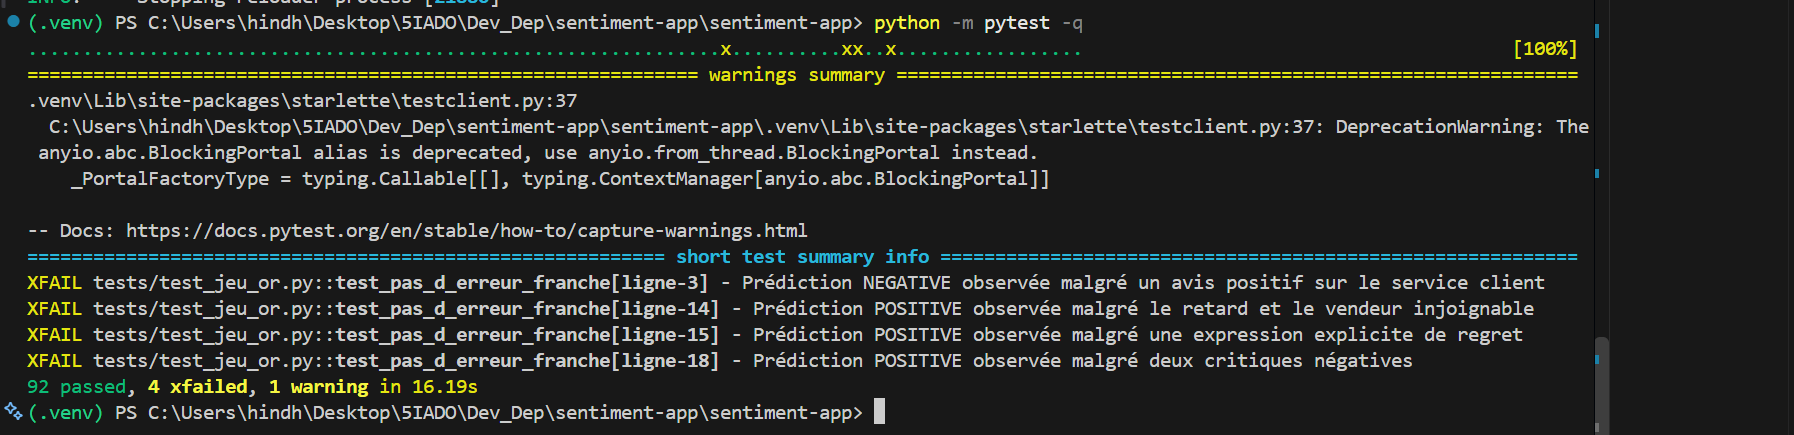 (.venv) PS C:\Users\hindh\Desktop\5IADO\Dev_Dep\sentiment-app\sentiment-app> python -m pytest -q
................................................................x..........xx..x................. [100%]
============================================================= warnings summary ==============================================================
.venv\Lib\site-packages\starlette\testclient.py:37
C:\Users\hindh\Desktop\5IADO\Dev_Dep\sentiment-app\sentiment-app\.venv\Lib\site-packages\starlette\testclient.py:37: DeprecationWarning: The
anyio.abc.BlockingPortal alias is deprecated, use anyio.from_thread.BlockingPortal instead.
_PortalFactoryType = typing.Callable[[], typing.ContextManager[anyio.abc.BlockingPortal]]
-- Docs: https://docs.pytest.org/en/stable/how-to/capture-warnings.html
========================================================== short test summary info ==========================================================
XFAIL tests/test_jeu_or.py::test_pas_d_erreur_franche[ligne-3] - Prédiction NEGATIVE observée malgré un avis positif sur le service client
XFAIL tests/test_jeu_or.py::test_pas_d_erreur_franche[ligne-14] - Prédiction POSITIVE observée malgré le retard et le vendeur injoignable
XFAIL tests/test_jeu_or.py::test_pas_d_erreur_franche[ligne-15] - Prédiction POSITIVE observée malgré une expression explicite de regret
XFAIL tests/test_jeu_or.py::test_pas_d_erreur_franche[ligne-18] - Prédiction POSITIVE observée malgré deux critiques négatives
92 passed, 4 xfailed, 1 warning in 16.19s
(.venv) PS C:\Users\hindh\Desktop\5IADO\Dev_Dep\sentiment-app\sentiment-app>